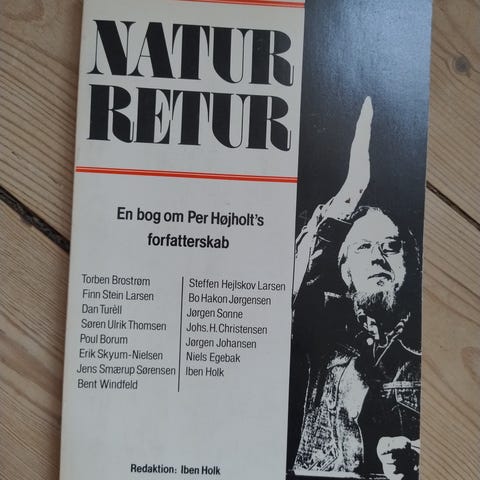 NATUR
RETUR
En bog om Per Højholt's
forfatterskab
Torben Brostrøm
Finn Stein Larsen
Dan Turèll
Søren Ulrik Thomsen
Poul Borum
Erik Skyum-Nielsen
Jens Smærup Sørensen
Bent Windfeld
Steffen Hejlskov Larsen
Bo Hakon Jørgensen
Jørgen Sonne
Johs. H. Christensen
Jørgen Johansen
Niels Egebak
Iben Holk
Redaktion: Iben Holk